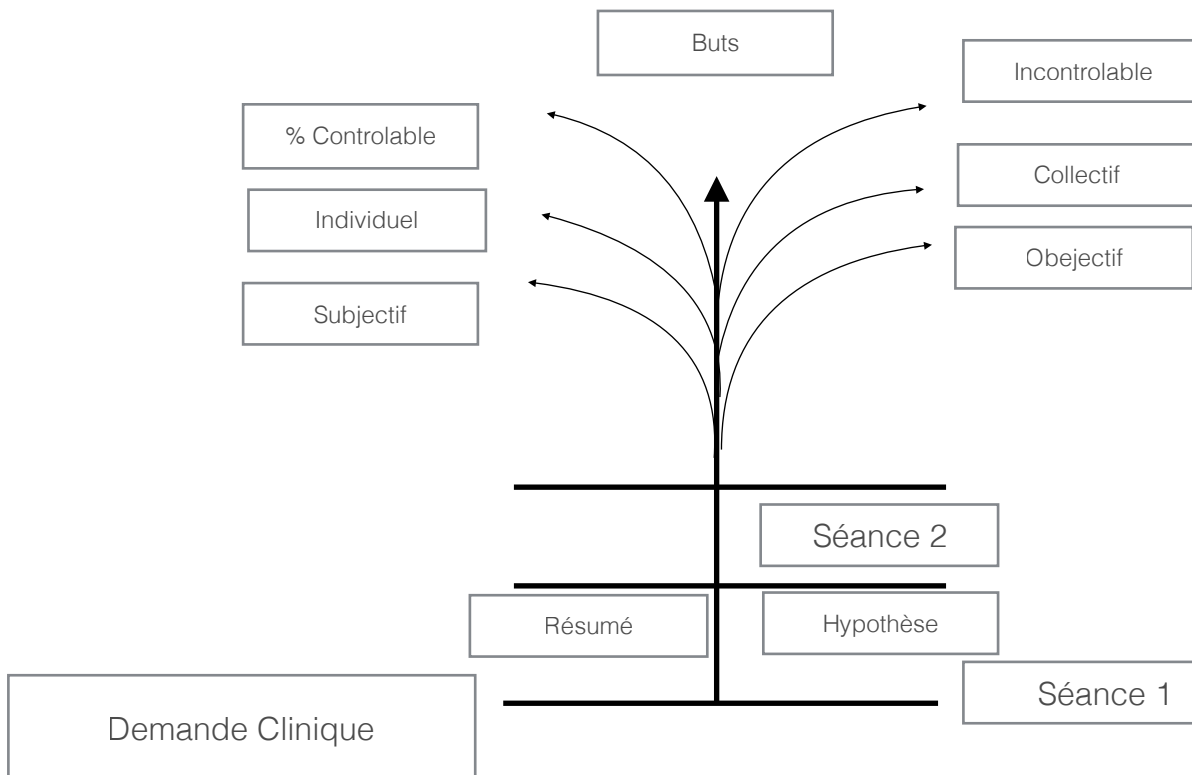 Buts
Incontrolable
% Controlable
Collectif
Individuel
Obejectif
Subjectif
Séance 2
Résumé
Hypothèse
Séance 1
Demande Clinique